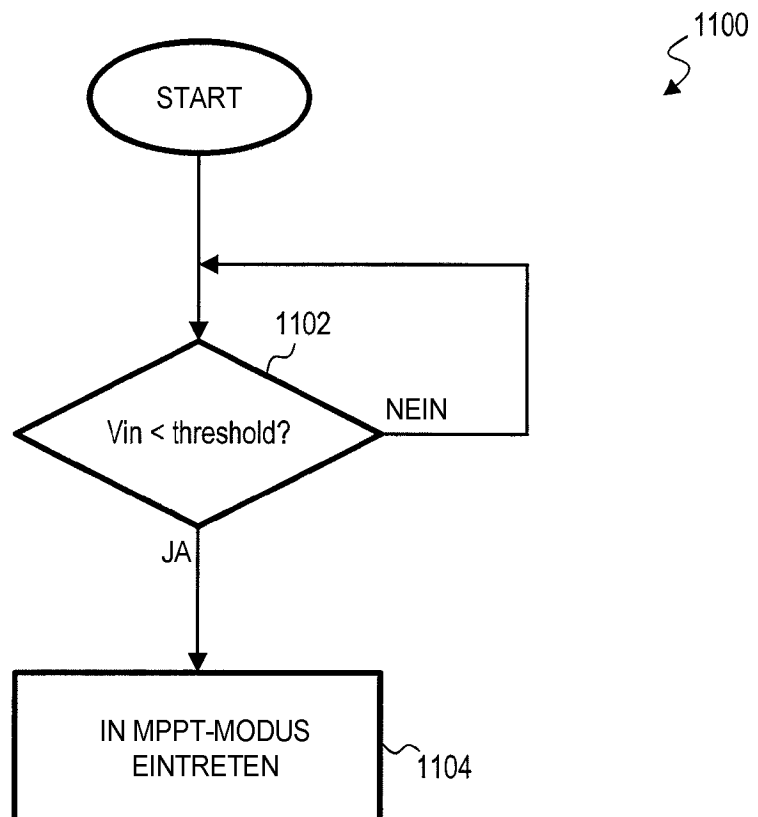 1100
START
1102
Vin < threshold?
NEIN
JA
IN MPPT-MODUS
EINTRETEN
1104